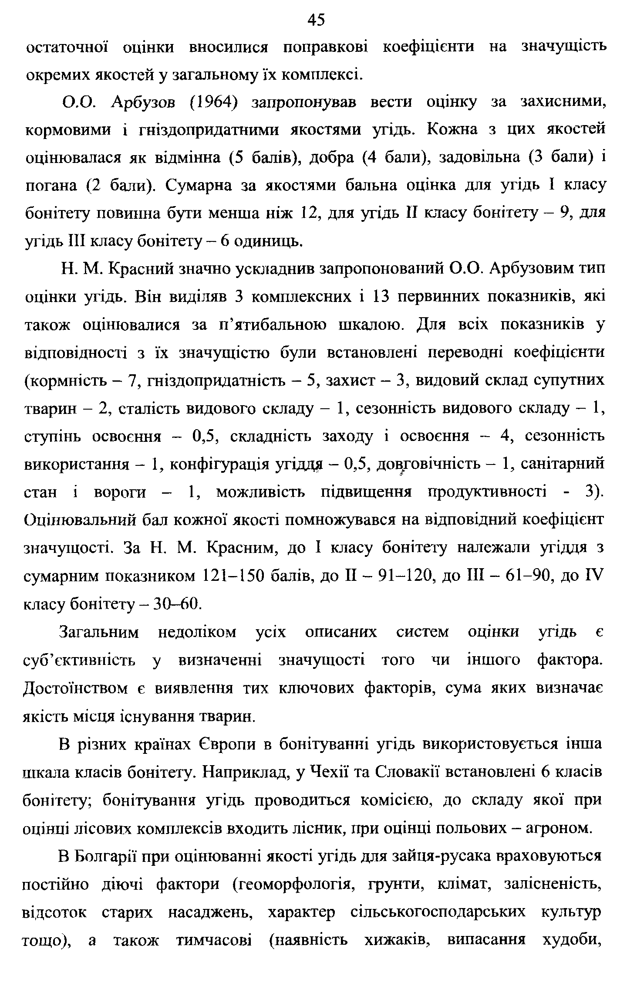 45
остаточної оцінки вносилися поправкові коефіцієнти на значущість
окремих якостей у загальному їх комплексі.
О.О. Арбузов (1964) запропонував вести оцінку за захисними,
кормовими і гніздопридатними якостями угідь. Кожна з цих якостей
оцінювалася як відмінна (5 балів), добра (4 бали), задовільна (3 бали) і
погана (2 бали). Сумарна за якостями бальна оцінка для угідь I класу
бонітету повинна бути менша ніж 12, для угідь II класу бонітету – 9, для
угідь III класу бонітету – 6 одиниць.
Н. М. Красний значно ускладнив запропонований О.О. Арбузовим тип
оцінки угідь. Він виділяв 3 комплексних і 13 первинних показників, які
також оцінювалися за п’ятибальною шкалою. Для всіх показників у
відповідності з їх значущістю були встановлені переводні коефіцієнти
(кормність – 7, гніздопридатність – 5, захист – 3, видовий склад супутних
тварин – 2, сталість видового складу – 1, сезонність видового складу – 1,
ступінь освоєння – 0,5, складність заходу і освоєння – 4, сезонність
використання – 1, конфігурація угіддя – 0,5, довговічність – 1, санітарний
стан і вороги – 1, можливість підвищення продуктивності - 3).
Оцінювальний бал кожної якості помножувався на відповідний коефіцієнт
значущості. За Н. М. Красним, до I класу бонітету належали угіддя з
сумарним показником 121–150 балів, до II – 91–120, до III – 61–90, до IV
класу бонітету – 30–60.
Загальним недоліком усіх описаних систем оцінки угідь є
суб’єктивність у визначенні значущості того чи іншого фактора.
Достоїнством є виявлення тих ключових факторів, сума яких визначає
якість місця існування тварин.
В різних країнах Європи в бонітуванні угідь використовується інша
шкала класів бонітету. Наприклад, у Чехії та Словакії встановлені 6 класів
бонітету; бонітування угідь проводиться комісією, до складу якої при
оцінці лісових комплексів входить лісник, при оцінці польових – агроном.
В Болгарії при оцінюванні якості угідь для зайця-русака враховуються
постійно діючі фактори (геоморфологія, грунти, клімат, залісненість,
відсоток старих насаджень, характер сільськогосподарських культур
тощо), а також тимчасові (наявність хижаків, випасання худоби,